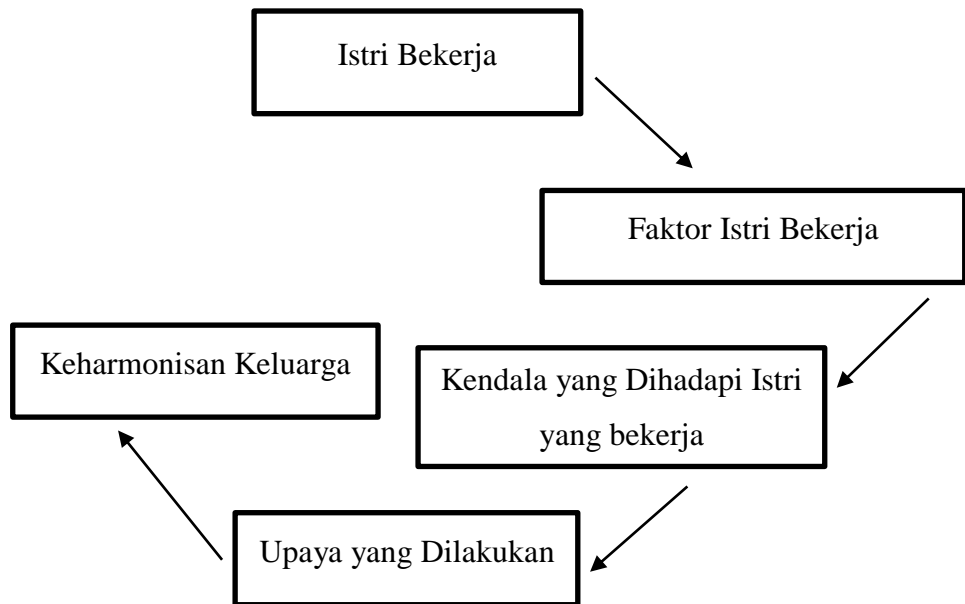 Istri Bekerja
Faktor Istri Bekerja
Keharmonisan Keluarga
Kendala yang Dihadapi Istri
yang bekerja
Upaya yang Dilakukan